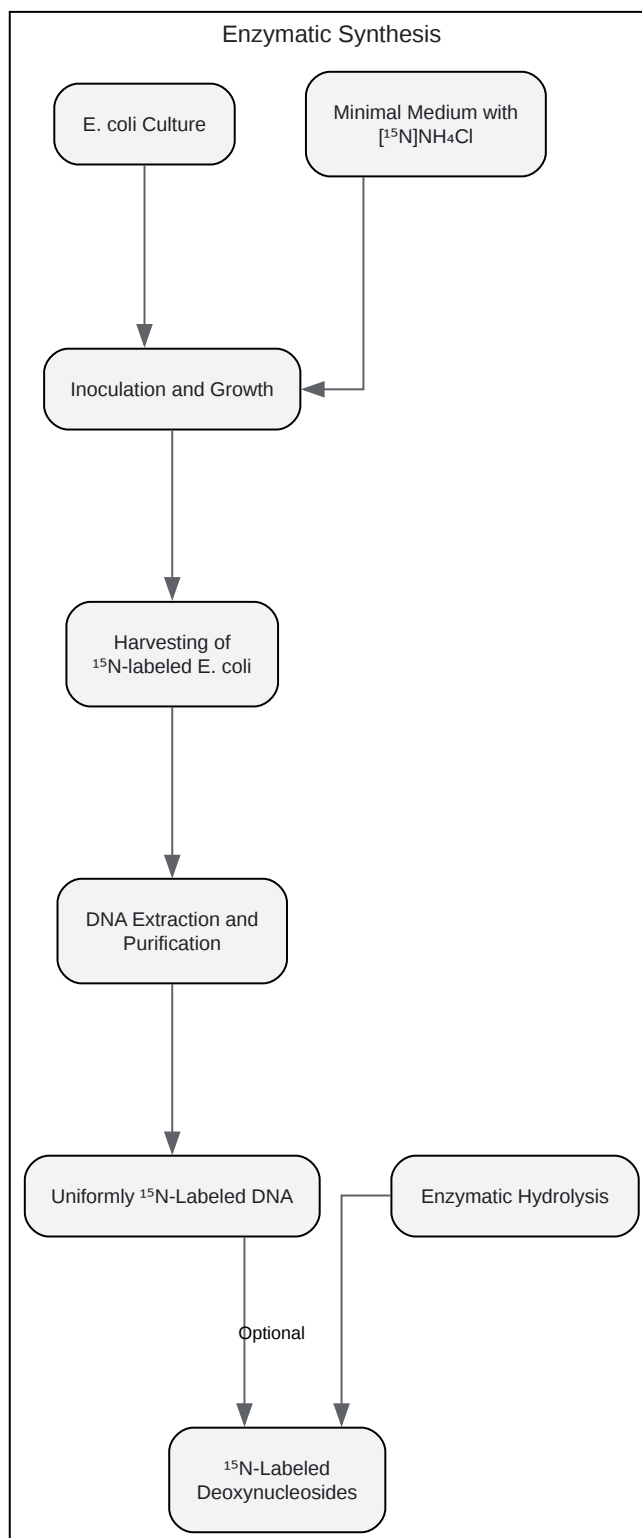 Enzymatic Synthesis
E. coli Culture
Minimal Medium with
[¹⁵N]NH₄Cl
Inoculation and Growth
Harvesting of
¹⁵N-labeled E. coli
DNA Extraction and
Purification
Uniformly ¹⁵N-Labeled DNA
Enzymatic Hydrolysis
Optional
¹⁵N-Labeled
Deoxynucleosides